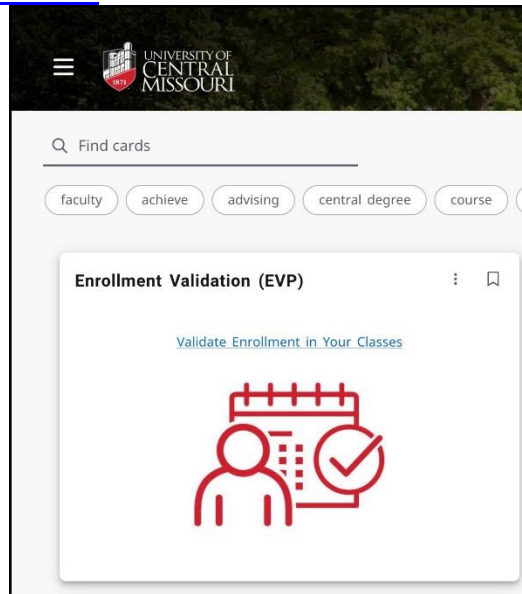 UNIVERSITY OF
CENTRAL
MISSOURI
1871
Find cards
faculty achieve advising central degree course
Enrollment Validation (EVP)
Validate Enrollment in Your Classes